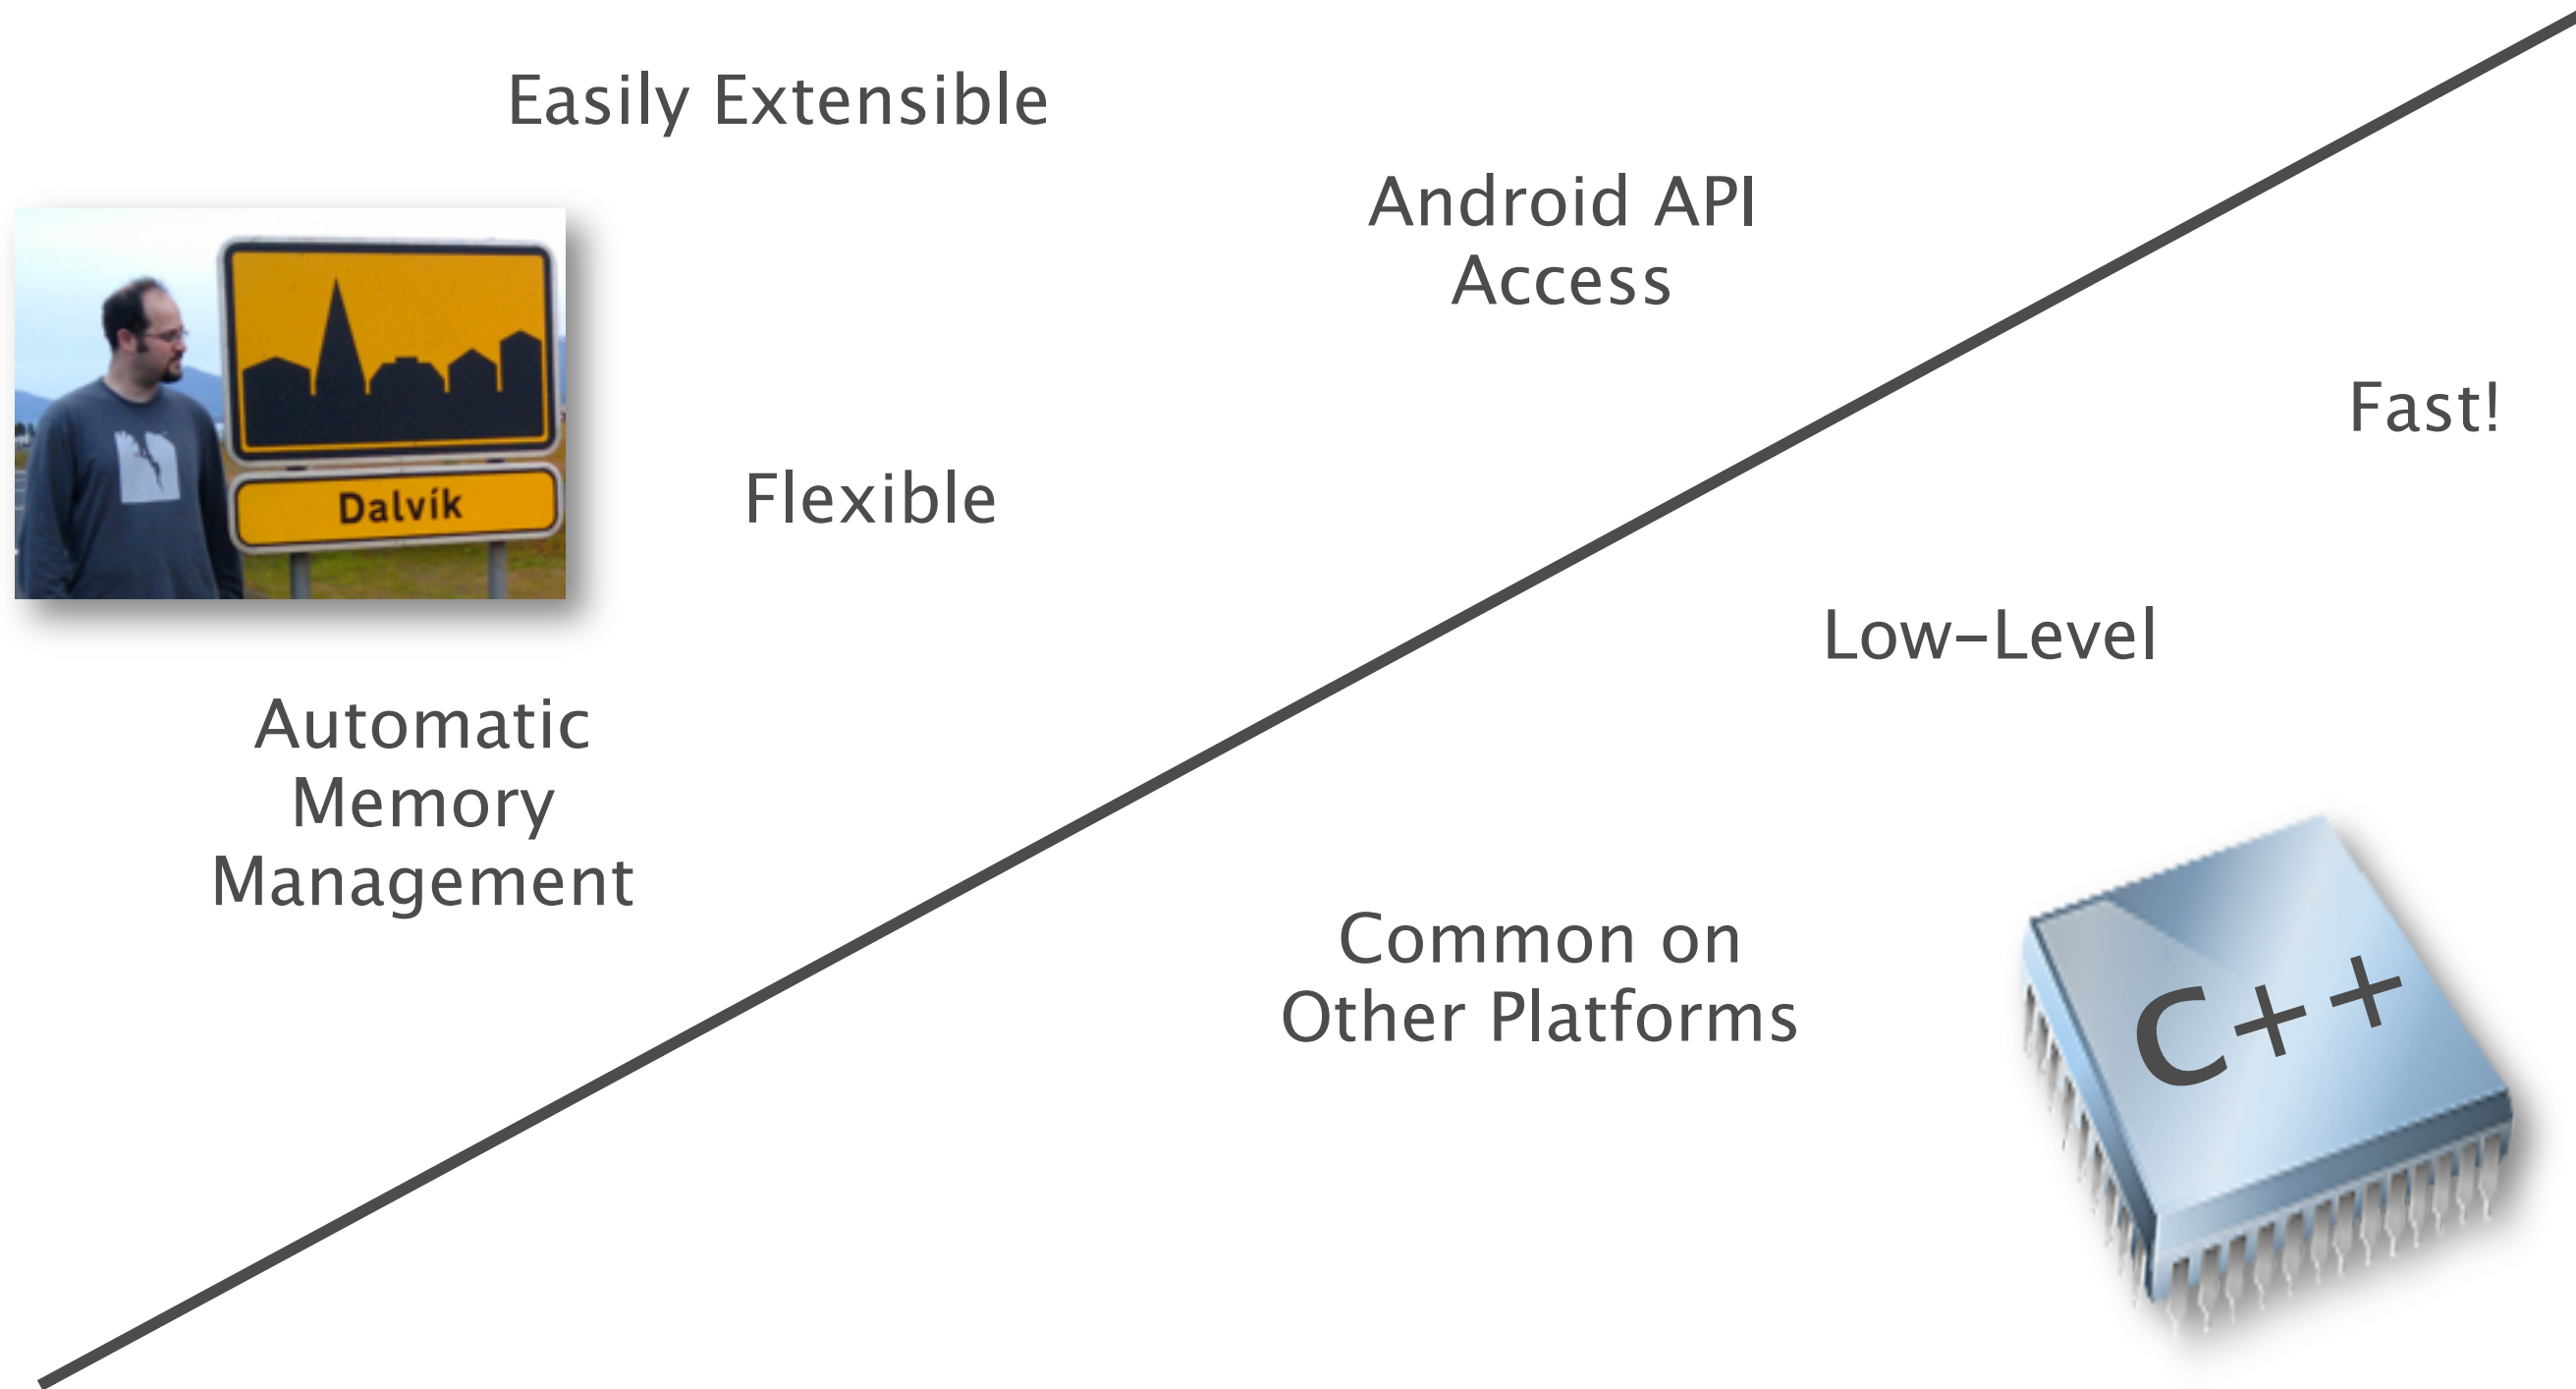 Easily Extensible
Android API
Access
Fast!
Dalvík
Flexible
Low-Level
Automatic
Memory
Management
Common on
Other Platforms
C++